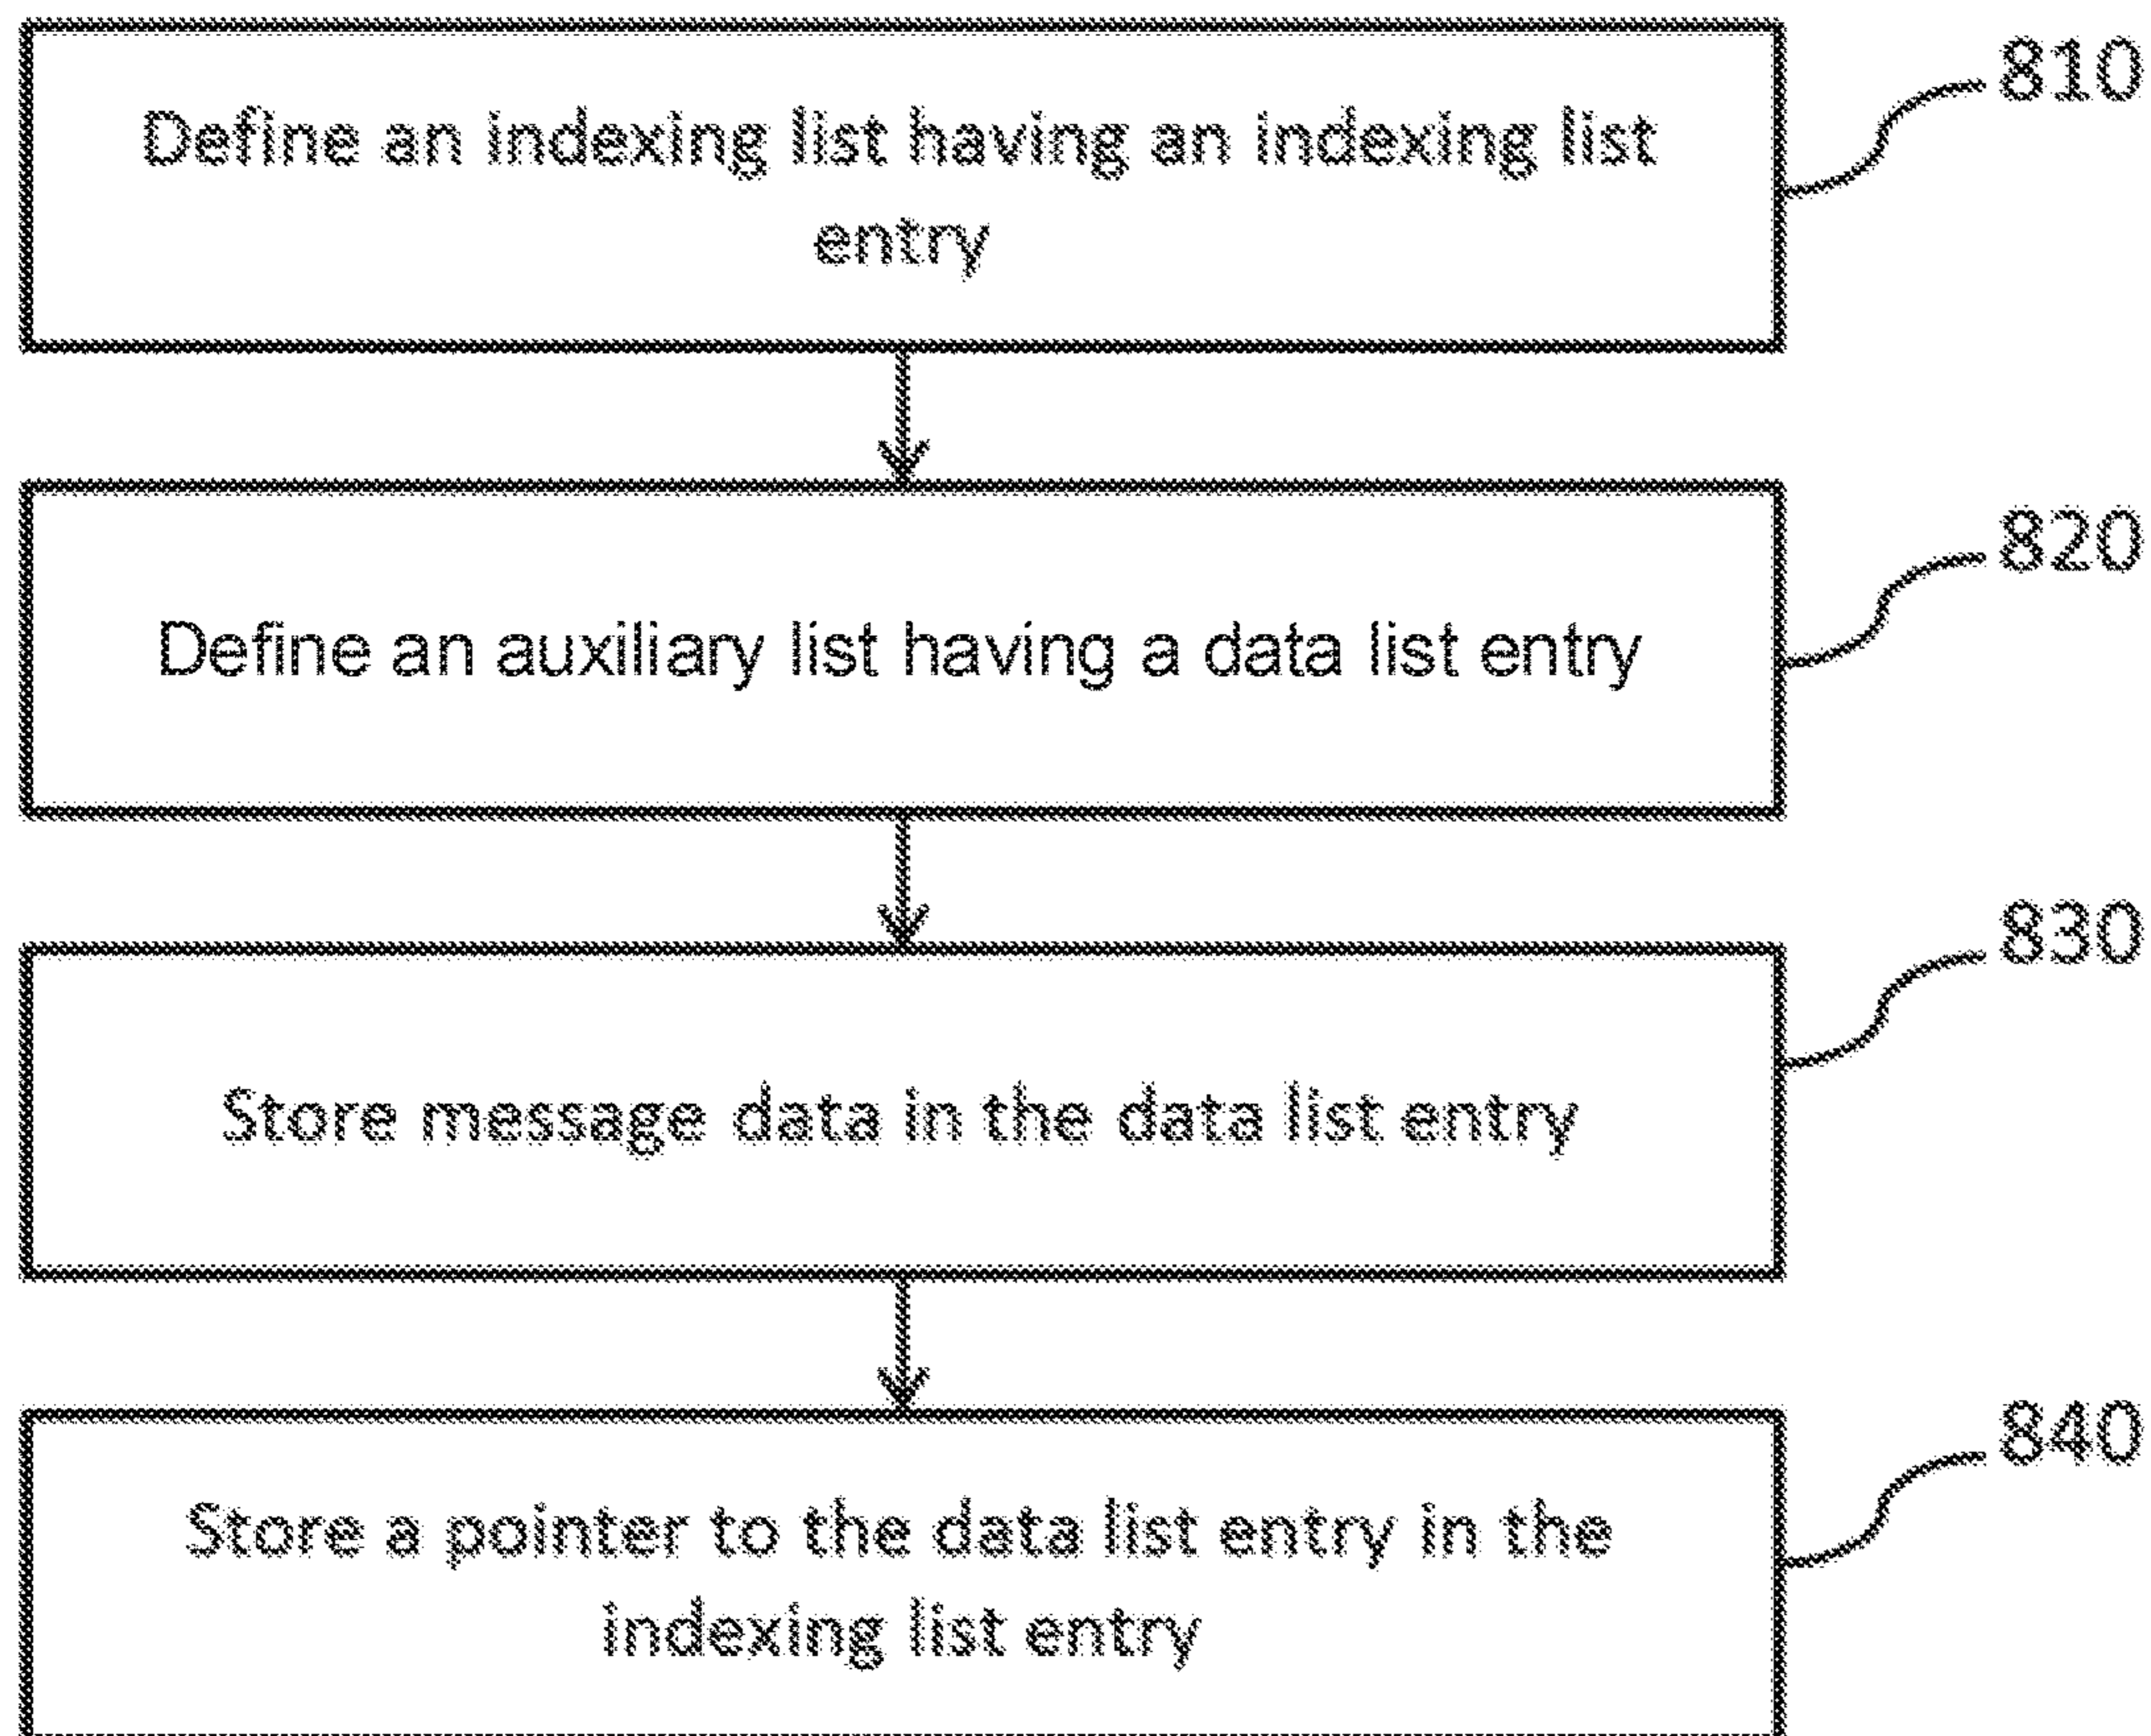 Define an indexing list having an indexing list
entry
810
Define an auxiliary list having a data list entry
820
Store message data in the data list entry
830
Store a pointer to the data list entry in the
indexing list entry
840